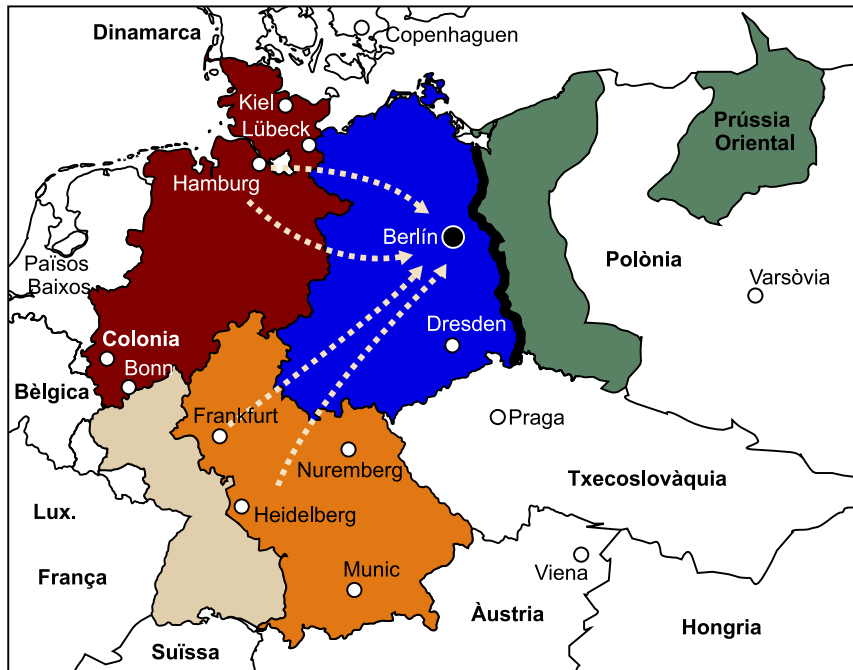 Dinamarca
Copenhaguen
Kiel
Lübeck
Hamburg
Prússia
Oriental
Berlín
Polònia
Països
Baixos
Varsòvia
Dresden
Colonia
Bonn
Bèlgica
Frankfurt
Praga
Nuremberg
Txecoslovàquia
Lux.
Heidelberg
França
Munic
Viena
Àustria
Hongria
Suïssa